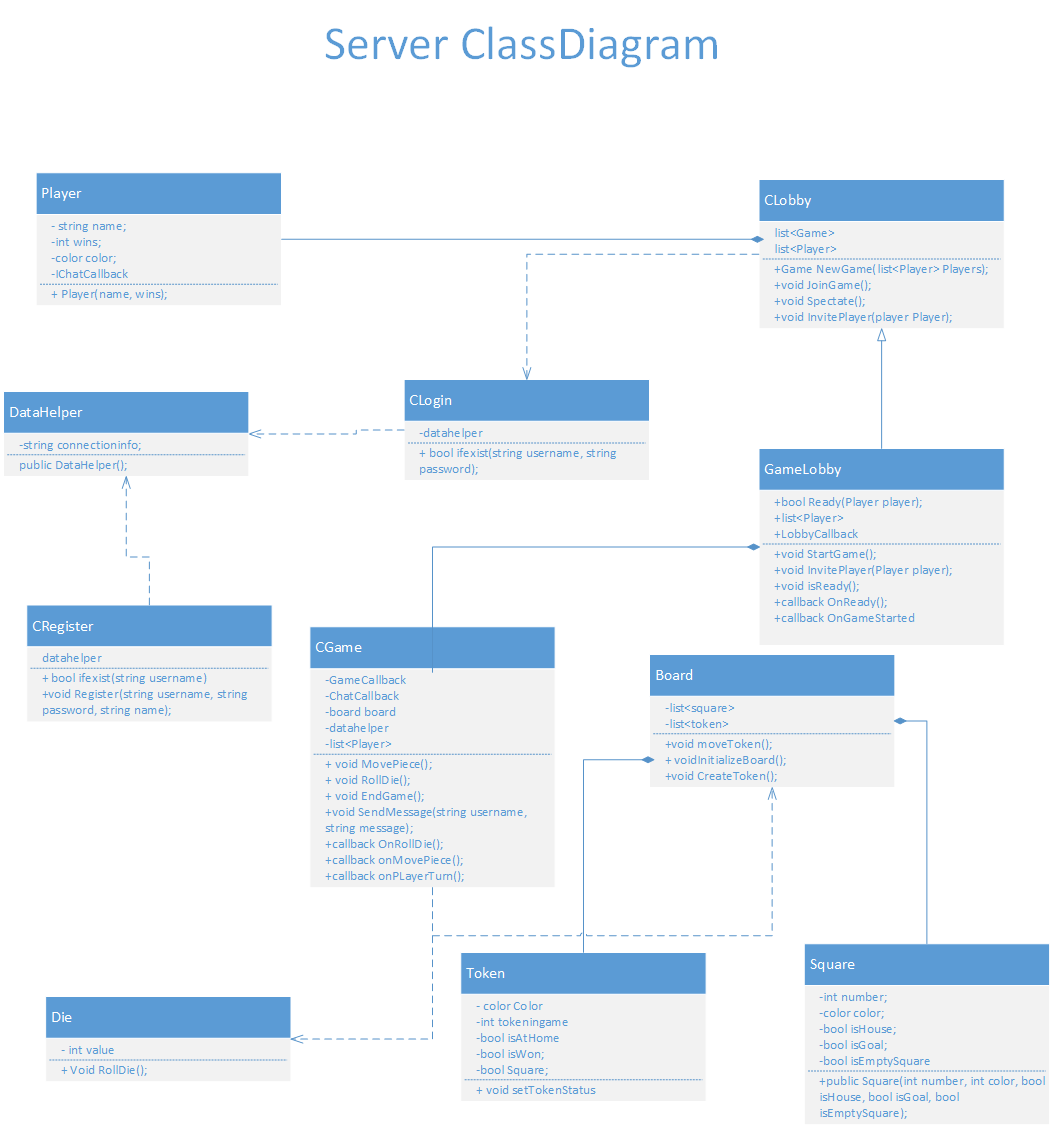 Server ClassDiagram
Player
- string name;
-int wins;
-color color;
-IChatCallback
+ Player(name, wins);
CLobby
list<Game>
list<Player>
+Game NewGame(list<Player> Players);
+void JoinGame();
+void Spectate();
+void InvitePlayer(player Player);
DataHelper
-string connectioninfo;
public DataHelper();
CLogin
-datahelper
+ bool ifexist(string username, string
password);
GameLobby
+bool Ready(Player player);
+list<Player>
+LobbyCallback
+void StartGame();
+void InvitePlayer(Player player);
+void isReady();
+callback OnReady();
+callback OnGameStarted
CRegister
datahelper
+ bool ifexist(string username)
+void Register(string username, string
password, string name);
CGame
-GameCallback
-ChatCallback
-board board
-datahelper
-list<Player>
+ void MovePiece();
+ void RollDie();
+ void EndGame();
+void SendMessage(string username,
string message);
+callback OnRollDie();
+callback onMovePiece();
+callback onPLayerTurn();
Board
-list<square>
-list<token>
+void moveToken();
+ voidInitializeBoard();
+void CreateToken();
Die
- int value
+ Void RollDie();
Token
- color Color
-int tokeningame
-bool isAtHome
-bool isWon;
-bool Square;
+ void setTokenStatus
Square
-int number;
-color color;
-bool isHouse;
-bool isGoal;
-bool isEmptySquare
+public Square(int number, int color, bool
isHouse, bool isGoal, bool
isEmptySquare);